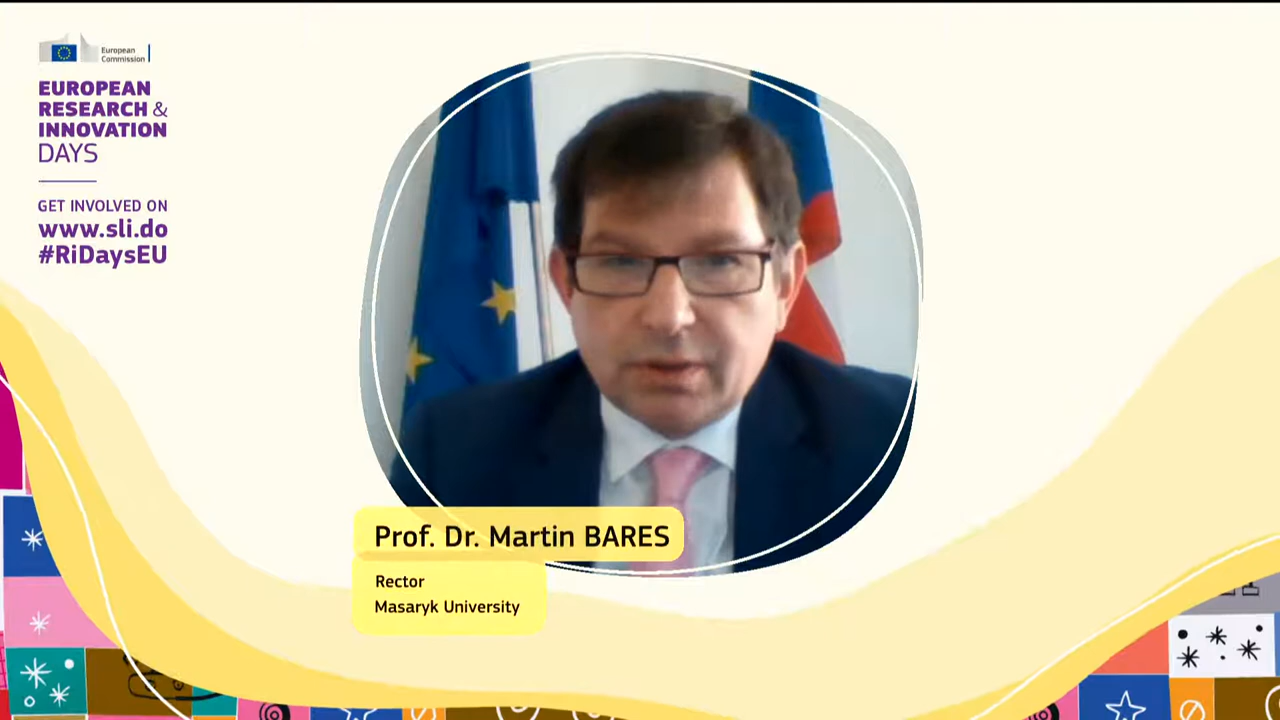 European
Commission
EUROPEAN
RESEARCH &
INNOVATION
DAYS
GET INVOLVED ON
www.sli.do
#RiDaysEU
Prof. Dr. Martin BARES
Rector
Masaryk University